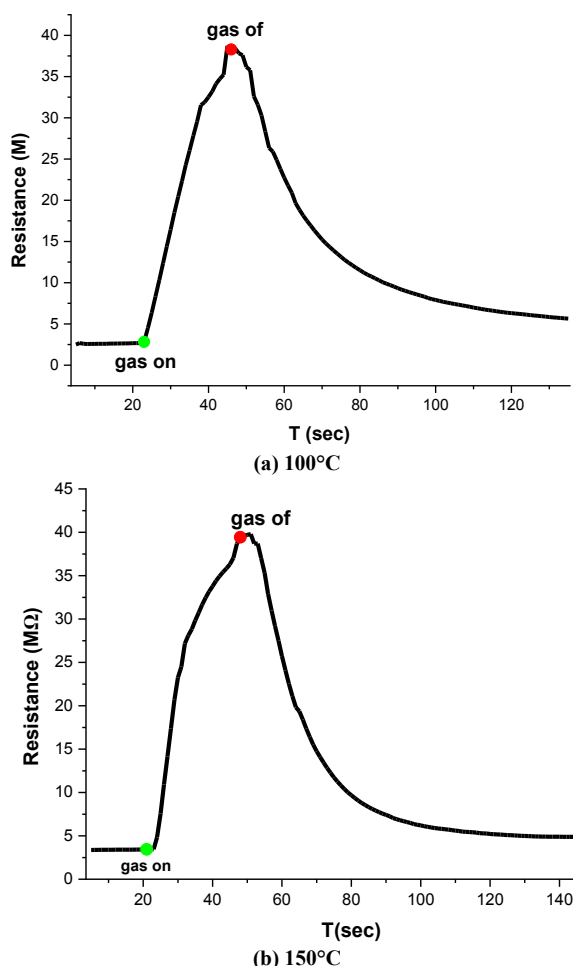 gas of
40
35
30
25
20
15
10
5
0
Resistance (M)
gas on
20 40 60 80 100 120
T (sec)
(a) 100°C
45
gas of
40
35
30
25
20
15
10
5
0
Resistance (MΩ)
gas on
0 20 40 60 80 100 120 140
T(sec)
(b) 150°C